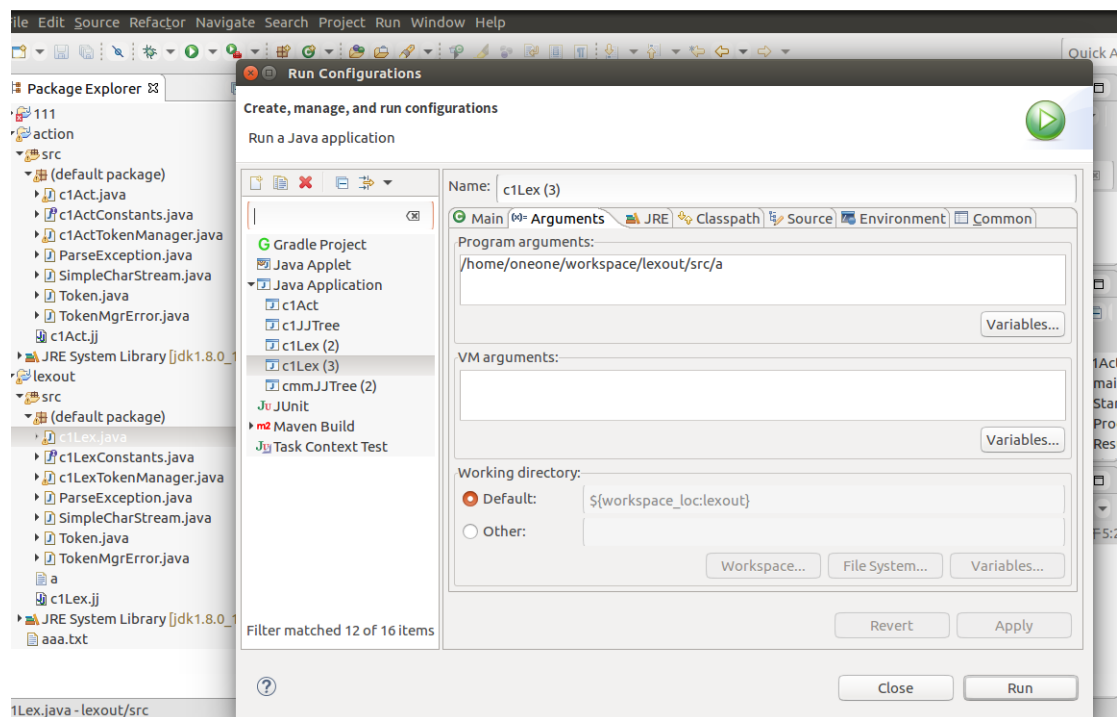 ile Edit Source Refactor Navigate Search Project Run Window Help
Quick A
Package Explorer
111
action
src
(default package)
c1Act.java
c1ActConstants.java
c1ActTokenManager.java
ParseException.java
SimpleCharStream.java
Token.java
TokenMgrError.java
c1Act.jj
JRE System Library [jdk1.8.0_1
lexout
src
(default package)
c1Lex.java
c1LexConstants.java
c1LexTokenManager.java
ParseException.java
SimpleCharStream.java
Token.java
TokenMgrError.java
a
c1Lex.jj
JRE System Library [jdk1.8.0_1
aaa.txt
1Lex.java - lexout/src
Run Configurations
Create, manage, and run configurations
Run a Java application
Gradle Project
Java Applet
Java Application
c1Act
c1JJTree
c1Lex (2)
c1Lex (3)
cmmJJTree (2)
JUnit
Maven Build
Task Context Test
Filter matched 12 of 16 items
Name: c1Lex (3)
Main Arguments JRE Classpath Source Environment Common
Program arguments:
/home/oneone/workspace/lexout/src/a
Variables...
VM arguments:
Variables...
Working directory:
Default: ${workspace_loc:lexout}
Other:
Workspace... File System... Variables...
Revert Apply
Close Run
1Act
mai
Star
Pro
Res